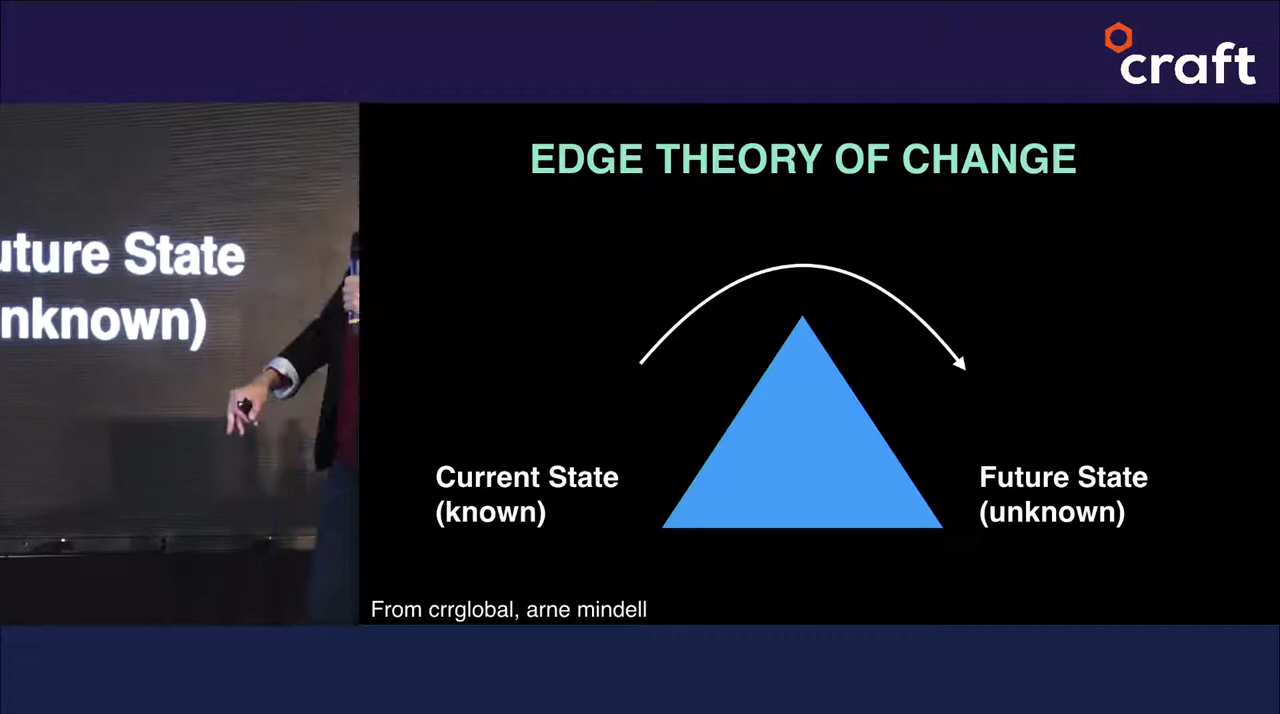 craft
uture State
nknown)
EDGE THEORY OF CHANGE
Current State
(known)
Future State
(unknown)
From crrglobal, arne mindell